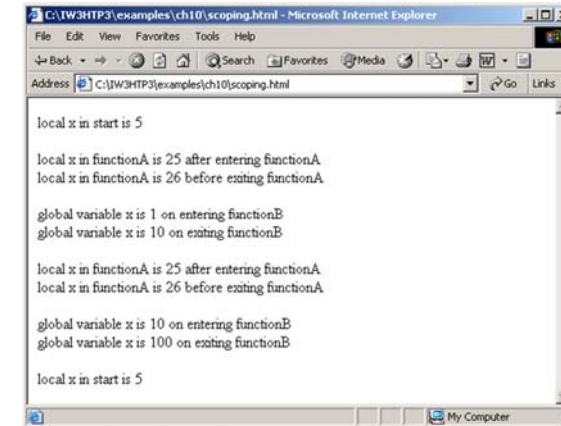 C:\IW3HTP3\examples\ch10\scoping.html - Microsoft Internet Explorer
File Edit View Favorites Tools Help
Back Search Favorites Media
Address C:\IW3HTP3\examples\ch10\scoping.html Go Links
local x in start is 5
local x in functionA is 25 after entering functionA
local x in functionA is 26 before exiting functionA
global variable x is 1 on entering functionB
global variable x is 10 on exiting functionB
local x in functionA is 25 after entering functionA
local x in functionA is 26 before exiting functionA
global variable x is 10 on entering functionB
global variable x is 100 on exiting functionB
local x in start is 5
My Computer